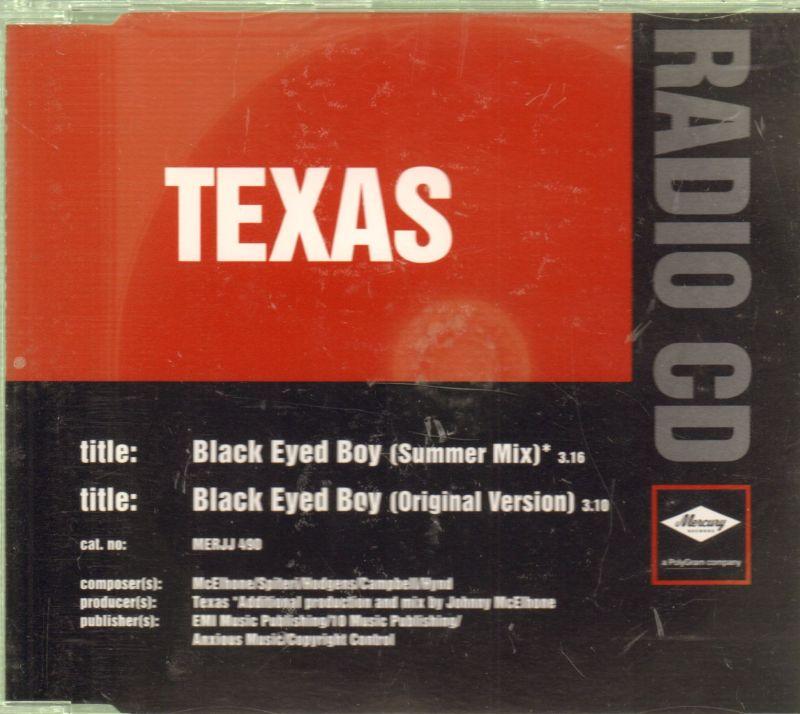 TEXAS
RADIO CD
title: Black Eyed Boy (Summer Mix)* 3.16
title: Black Eyed Boy (Original Version) 3.10
cat. no: MERJJ 490
composer(s): McElhone/Spiteri/Hodgens/Campbell/Hynd
producer(s): Texas *Additional production and mix by Johnny McElhone
publisher(s): EMI Music Publishing/10 Music Publishing/
Anxious Music/Copyright Control
Mercury
RECORDS
a PolyGram company